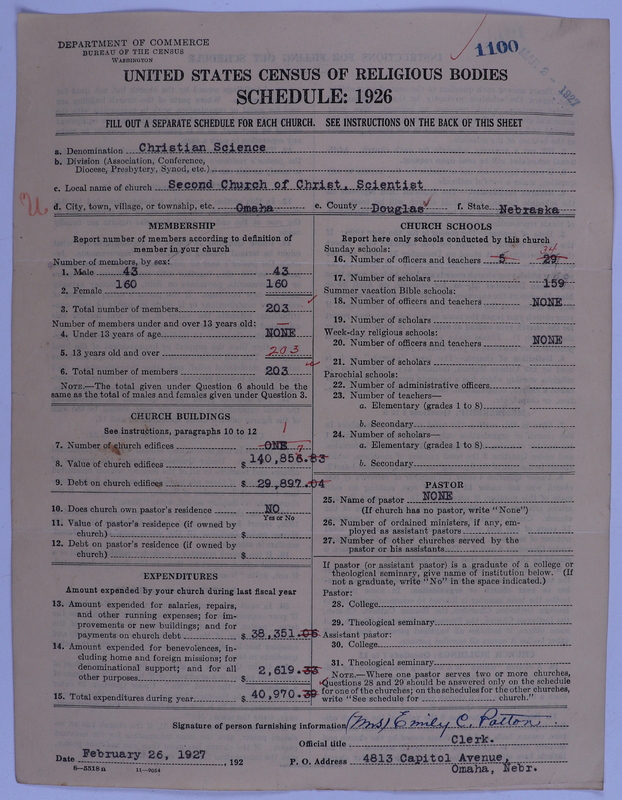 DEPARTMENT OF COMMERCE
BUREAU OF THE CENSUS
WASHINGTON
1100
MAR 2 - 1927
UNITED STATES CENSUS OF RELIGIOUS BODIES
SCHEDULE: 1926
FILL OUT A SEPARATE SCHEDULE FOR EACH CHURCH. SEE INSTRUCTIONS ON THE BACK OF THIS SHEET
a. Denomination Christian Science
b. Division (Association, Conference,
Diocese, Presbytery, Synod, etc.)
c. Local name of church Second Church of Christ, Scientist
d. City, town, village, or township, etc. Omaha e. County Douglas f. State Nebraska
MEMBERSHIP
Report number of members according to definition of
member in your church
Number of members, by sex:
1. Male 43 43
2. Female 160 160
3. Total number of members 203
Number of members under and over 13 years old:
4. Under 13 years of age NONE
5. 13 years old and over 203
6. Total number of members 203
NOTE.—The total given under Question 6 should be the
same as the total of males and females given under Question 3.
CHURCH BUILDINGS
See instructions, paragraphs 10 to 12
7. Number of church edifices ONE 1
8. Value of church edifices $ 140,856.83 7
9. Debt on church edifices $ 29,897.04
10. Does church own pastor's residence NO
Yes or No
11. Value of pastor's residence (if owned by
church) $
12. Debt on pastor's residence (if owned by
church) $
EXPENDITURES
Amount expended by your church during last fiscal year
13. Amount expended for salaries, repairs,
and other running expenses; for im-
provements or new buildings; and for
payments on church debt $ 38,351.06
14. Amount expended for benevolences, in-
cluding home and foreign missions; for
denominational support; and for all
other purposes $ 2,619.33
15. Total expenditures during year $ 40,970.39
CHURCH SCHOOLS
Report here only schools conducted by this church
Sunday schools:
16. Number of officers and teachers 5 29 34
17. Number of scholars 159
Summer vacation Bible schools:
18. Number of officers and teachers NONE
19. Number of scholars
Week-day religious schools:
20. Number of officers and teachers NONE
21. Number of scholars
Parochial schools:
22. Number of administrative officers
23. Number of teachers—
a. Elementary (grades 1 to 8)
b. Secondary
24. Number of scholars—
a. Elementary (grades 1 to 8)
b. Secondary
PASTOR
25. Name of pastor NONE
(If church has no pastor, write "None")
26. Number of ordained ministers, if any, em-
ployed as assistant pastors
27. Number of other churches served by the
pastor or his assistants
If pastor (or assistant pastor) is a graduate of a college or
theological seminary, give name of institution below. (If
not a graduate, write "No" in the space indicated.)
Pastor:
28. College
29. Theological seminary
Assistant pastor:
30. College
31. Theological seminary
NOTE.—Where one pastor serves two or more churches,
Questions 28 and 29 should be answered only on the schedule
for one of the churches; on the schedules for the other churches,
write "See schedule for church."
Signature of person furnishing information (Mrs) Emily C. Patton
Official title Clerk.
Date February 26, 1927, 192 P. O. Address 4813 Capitol Avenue,
Omaha, Nebr.
6—5518 a 11—9054